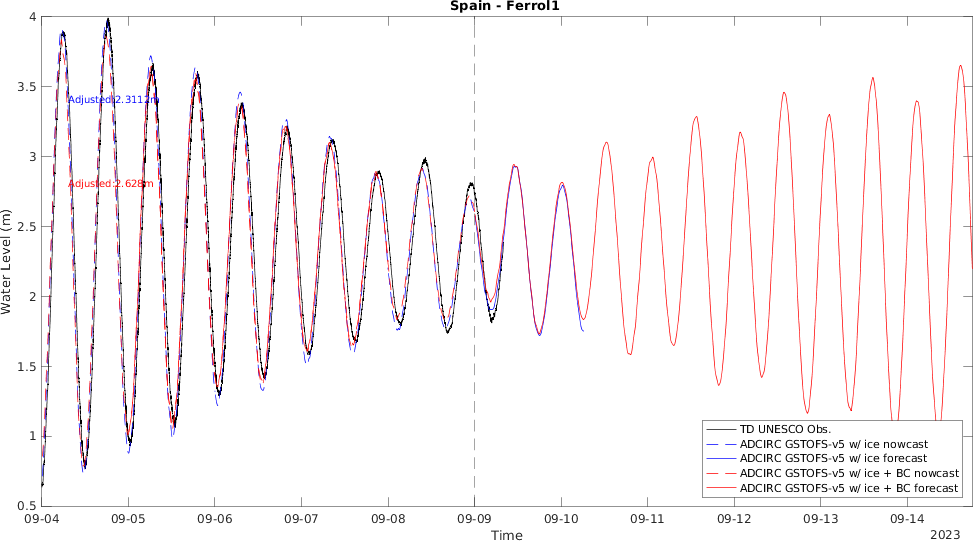 Spain - Ferrol1
4
3.5
3
2.5
2
1.5
1
0.5
Water Level (m)
Adjusted:2.3112m
Adjusted:2.628m
TD UNESCO Obs.
ADCIRC GSTOFS-v5 w/ ice nowcast
ADCIRC GSTOFS-v5 w/ ice forecast
ADCIRC GSTOFS-v5 w/ ice + BC nowcast
ADCIRC GSTOFS-v5 w/ ice + BC forecast
09-04 09-05 09-06 09-07 09-08 09-09 09-10 09-11 09-12 09-13 09-14
Time
2023